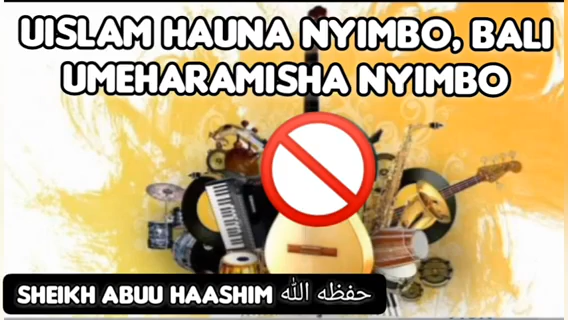 UISLAM HAUNA NYIMBO, BALI
UMEHARAMISHA NYIMBO
SHEIKH ABUU HAASHIM حفظه الله